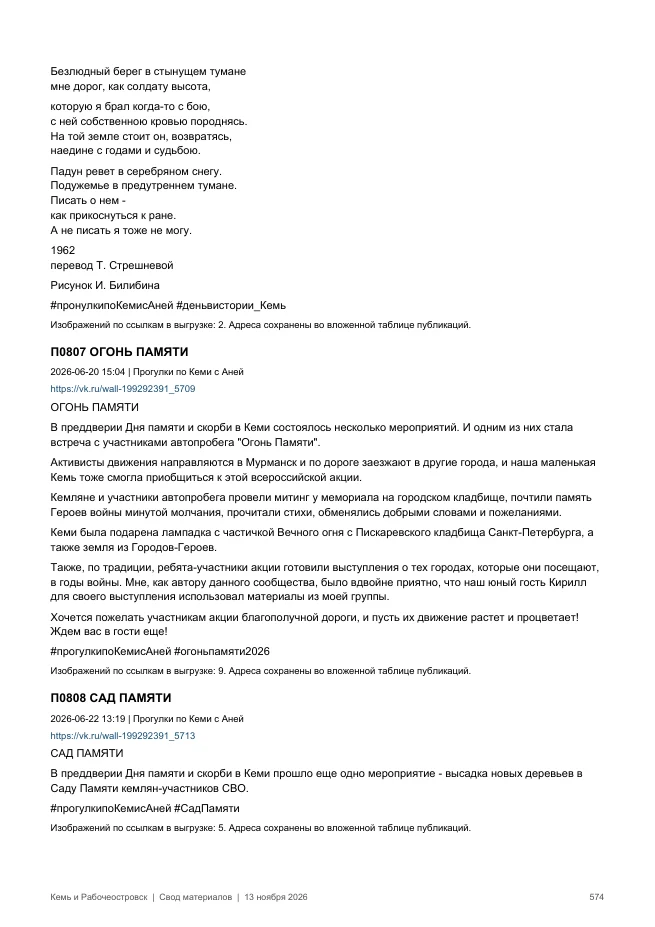 Безлюдный берег в стынущем тумане
мне дорог, как солдату высота,
которую я брал когда-то с бою,
с ней собственною кровью породнясь.
На той земле стоит он, возвратясь,
наедине с годами и судьбою.
Падун ревет в серебряном снегу.
Подужемье в предутреннем тумане.
Писать о нем -
как прикоснуться к ране.
А не писать я тоже не могу.
1962
перевод Т. Стрешневой
Рисунок И. Билибина
#пронулкипоКемисАней #деньвистории_Кемь
Изображений по ссылкам в выгрузке: 2. Адреса сохранены во вложенной таблице публикаций.
П0807 ОГОНЬ ПАМЯТИ
2026-06-20 15:04 | Прогулки по Кеми с Аней
https://vk.ru/wall-199292391_5709
ОГОНЬ ПАМЯТИ
В преддверии Дня памяти и скорби в Кеми состоялось несколько мероприятий. И одним из них стала
встреча с участниками автопробега "Огонь Памяти".
Активисты движения направляются в Мурманск и по дороге заезжают в другие города, и наша маленькая
Кемь тоже смогла приобщиться к этой всероссийской акции.
Кемляне и участники автопробега провели митинг у мемориала на городском кладбище, почтили память
Героев войны минутой молчания, прочитали стихи, обменялись добрыми словами и пожеланиями.
Кеми была подарена лампадка с частичкой Вечного огня с Пискаревского кладбища Санкт-Петербурга, а
также земля из Городов-Героев.
Также, по традиции, ребята-участники акции готовили выступления о тех городах, которые они посещают,
в годы войны. Мне, как автору данного сообщества, было вдвойне приятно, что наш юный гость Кирилл
для своего выступления использовал материалы из моей группы.
Хочется пожелать участникам акции благополучной дороги, и пусть их движение растет и процветает!
Ждем вас в гости еще!
#прогулкипоКемисАней #огоньпамяти2026
Изображений по ссылкам в выгрузке: 9. Адреса сохранены во вложенной таблице публикаций.
П0808 САД ПАМЯТИ
2026-06-22 13:19 | Прогулки по Кеми с Аней
https://vk.ru/wall-199292391_5713
САД ПАМЯТИ
В преддверии Дня памяти и скорби в Кеми прошло еще одно мероприятие - высадка новых деревьев в
Саду Памяти кемлян-участников СВО.
#прогулкипоКемисАней #СадПамяти
Изображений по ссылкам в выгрузке: 5. Адреса сохранены во вложенной таблице публикаций.
Кемь и Рабочеостровск | Свод материалов | 13 ноября 2026
574